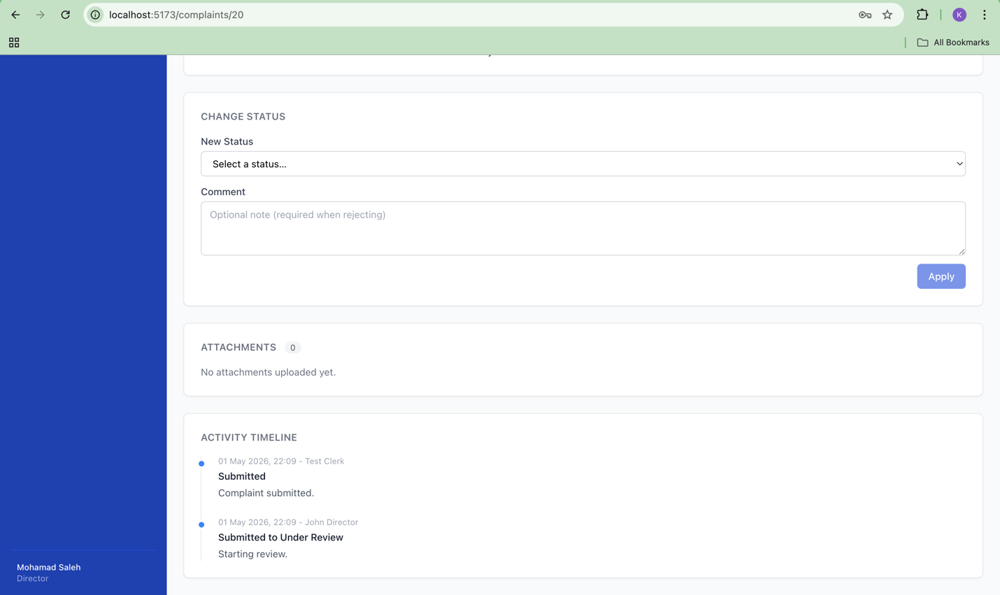 localhost:5173/complaints/20
K
All Bookmarks
CHANGE STATUS
New Status
Select a status...
Comment
Optional note (required when rejecting)
Apply
ATTACHMENTS 0
No attachments uploaded yet.
ACTIVITY TIMELINE
01 May 2026, 22:09 - Test Clerk
Submitted
Complaint submitted.
01 May 2026, 22:09 - John Director
Submitted to Under Review
Starting review.
Mohamad Saleh
Director